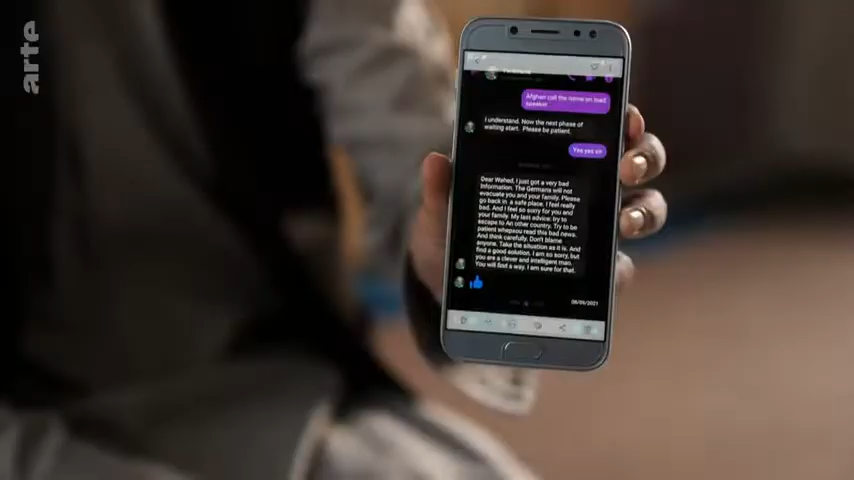 arte
Afghan call the name on load
speaker
I understand. Now the next phase of
waiting start. Please be patient.
Yes yes sir
Dear Wahed, I just got a very bad
Information. The Germans will not
evacuate you and your family. Please
go back in a safe place. I feel really
bad. And I feel so sorry for you and
your family. My last advice: try to
escape to An other country. Try to be
patient you read this bad news.
And think carefully. Don't blame
anyone. Take the situation as it is. And
find a good solution. I am so sorry, but
you are a clever and intelligent man.
You will find a way. I am sure for that.